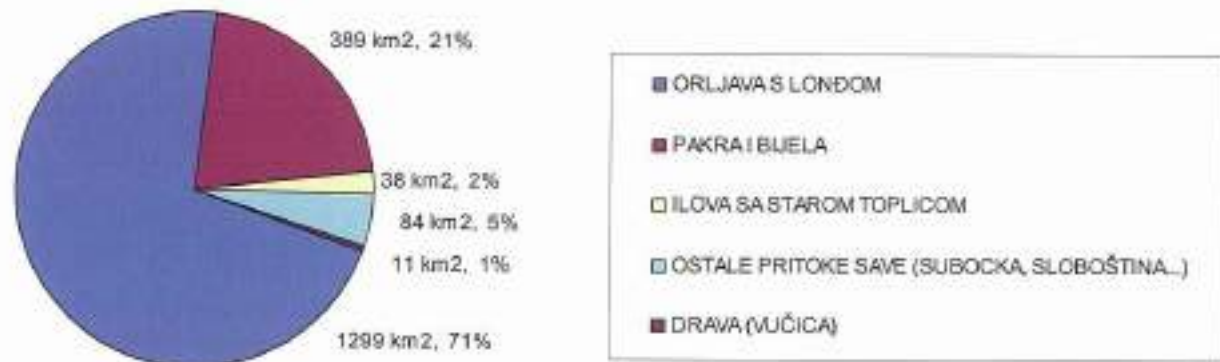 389 km2, 21%
38 km2, 2%
84 km2, 5%
11 km2, 1%
1299 km2, 71%
ORLJAVA S LONĐOM
PAKRA I BIJELA
ILOVA SA STAROM TOPLICOM
OSTALE PRITOKE SAVE (SUBOCKA, SLOBOŠTINA...)
DRAVA (VUČICA)